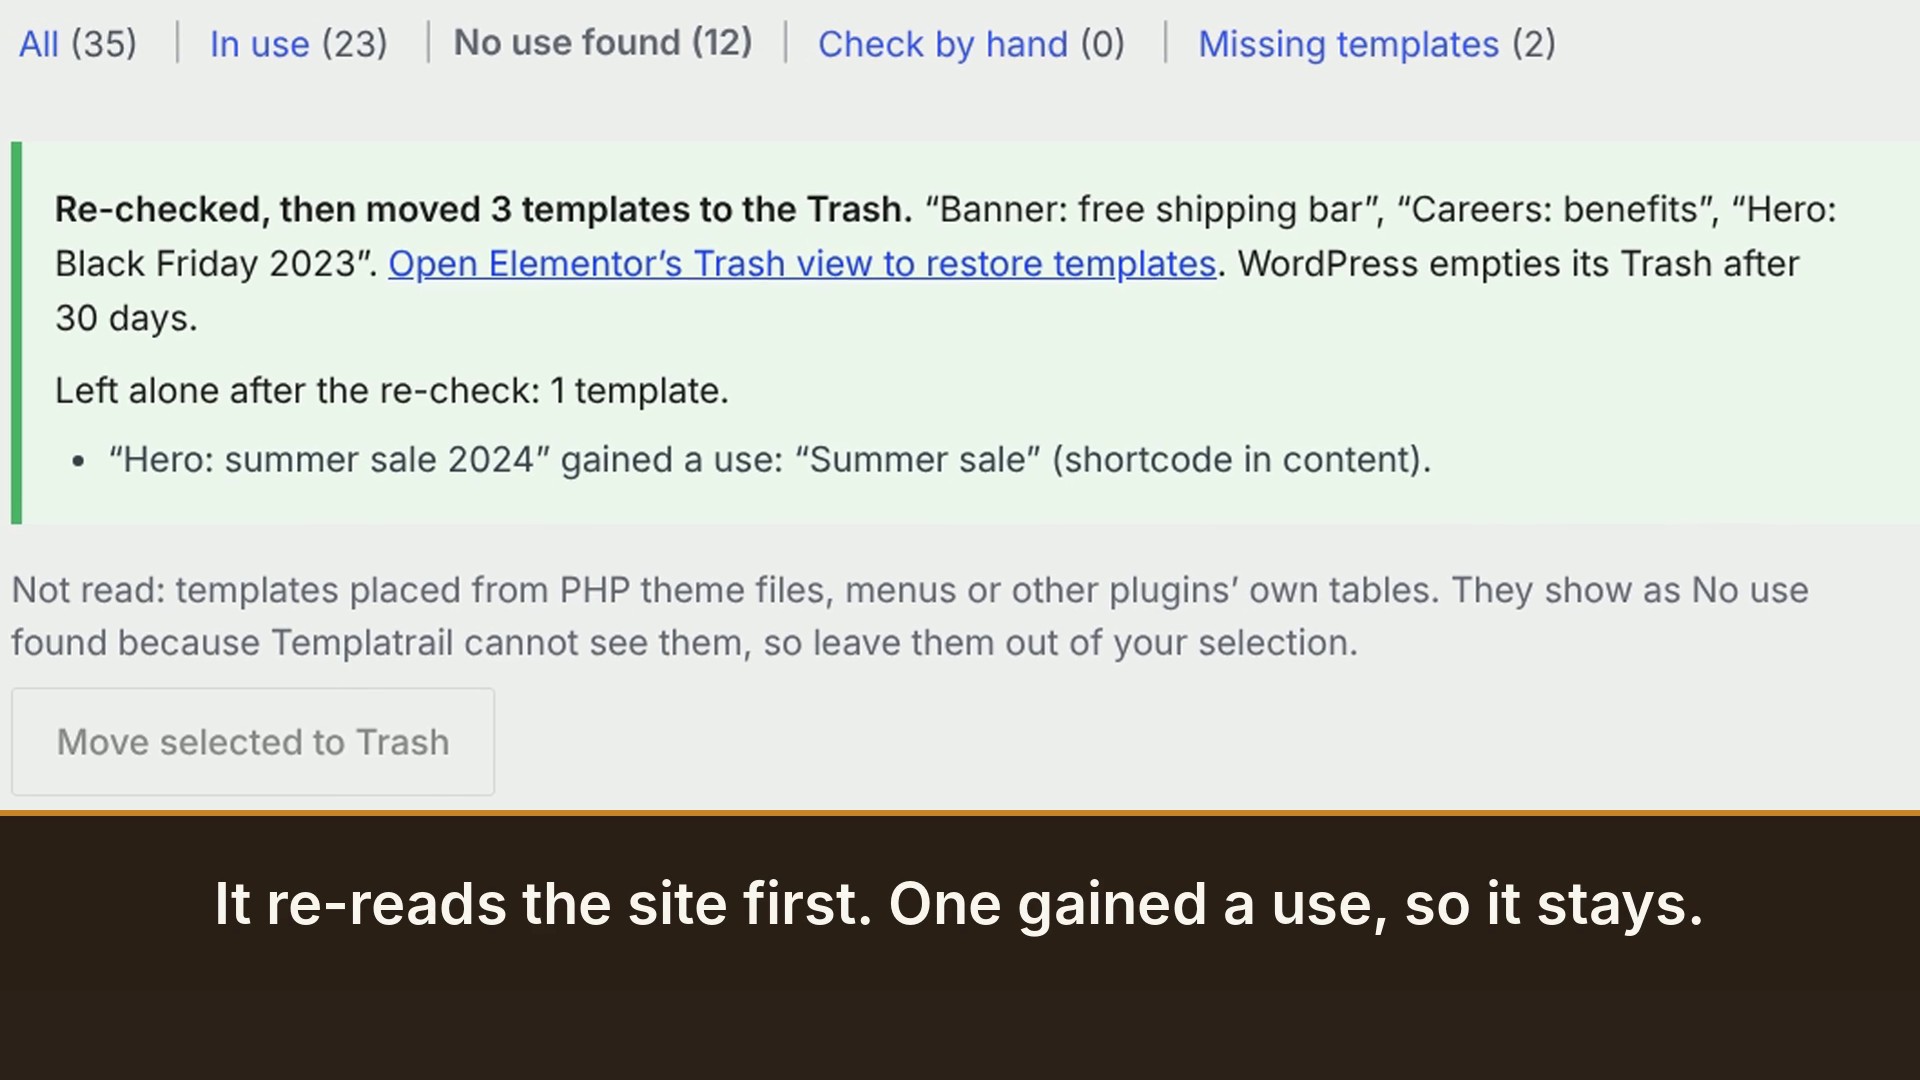 All (35) | In use (23) | No use found (12) | Check by hand (0) | Missing templates (2)
Re-checked, then moved 3 templates to the Trash. “Banner: free shipping bar”, “Careers: benefits”, “Hero:
Black Friday 2023”. Open Elementor’s Trash view to restore templates. WordPress empties its Trash after
30 days.
Left alone after the re-check: 1 template.
• “Hero: summer sale 2024” gained a use: “Summer sale” (shortcode in content).
Not read: templates placed from PHP theme files, menus or other plugins’ own tables. They show as No use
found because Templatrail cannot see them, so leave them out of your selection.
Move selected to Trash
It re-reads the site first. One gained a use, so it stays.